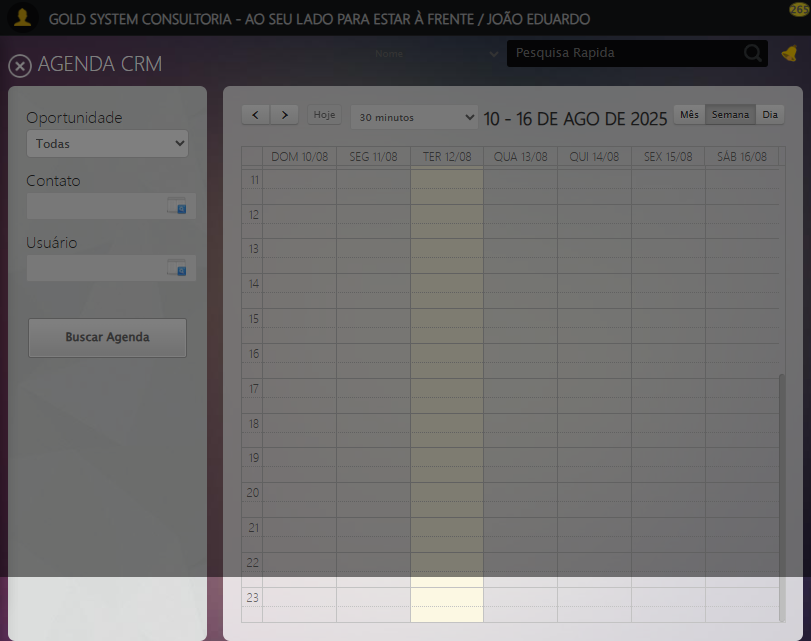 GOLD SYSTEM CONSULTORIA - AO SEU LADO PARA ESTAR À FRENTE / JOÃO EDUARDO
265
AGENDA CRM
Nome
Pesquisa Rapida
Oportunidade
Todas
Contato
Usuário
Buscar Agenda
Hoje
30 minutos
10 - 16 DE AGO DE 2025
Mês Semana Dia
DOM 10/08 SEG 11/08 TER 12/08 QUA 13/08 QUI 14/08 SEX 15/08 SÁB 16/08
11
12
13
14
15
16
17
18
19
20
21
22
23